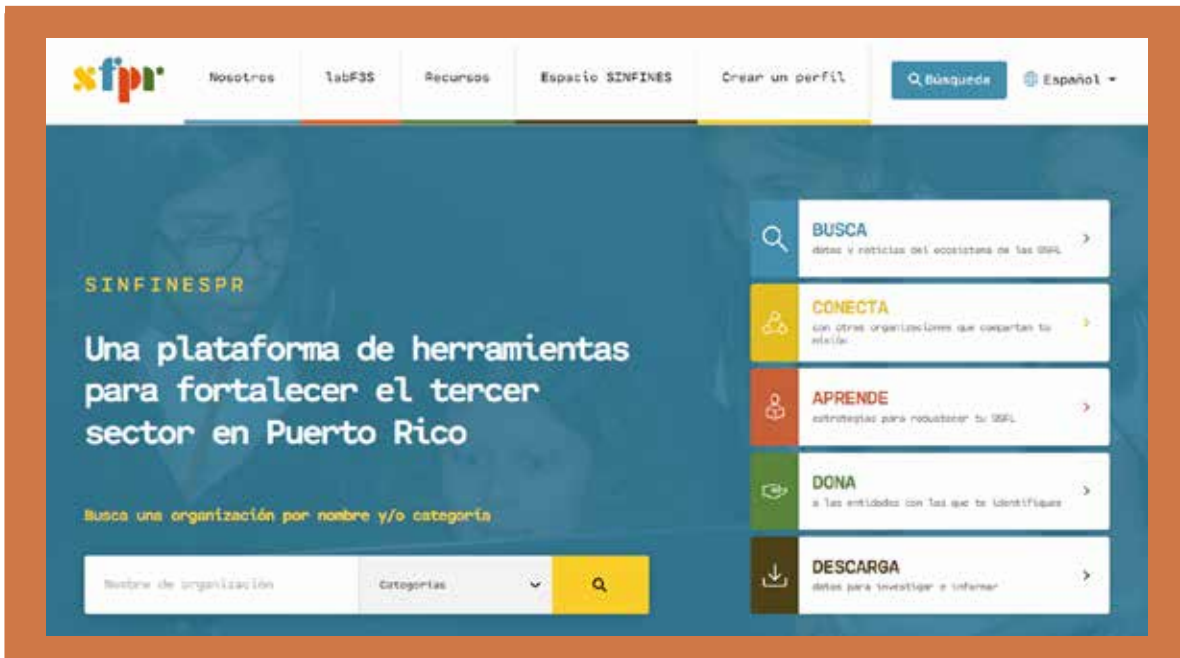 sfpr
Nosotros
labF3S
Recursos
Espacio SINFINES
Crear un perfil
Búsqueda
Español
SINFINESPR
Una plataforma de herramientas
para fortalecer el tercer
sector en Puerto Rico
Busca una organización por nombre y/o categoría
Nombre de organización
Categorías
BUSCA
datos y noticias del ecosistema de las OSFL
CONECTA
con otras organizaciones que compartan tu
misión
APRENDE
estrategias para robustecer tu OSFL
DONA
a las entidades con las que te identifiques
DESCARGA
datos para investigar e informar